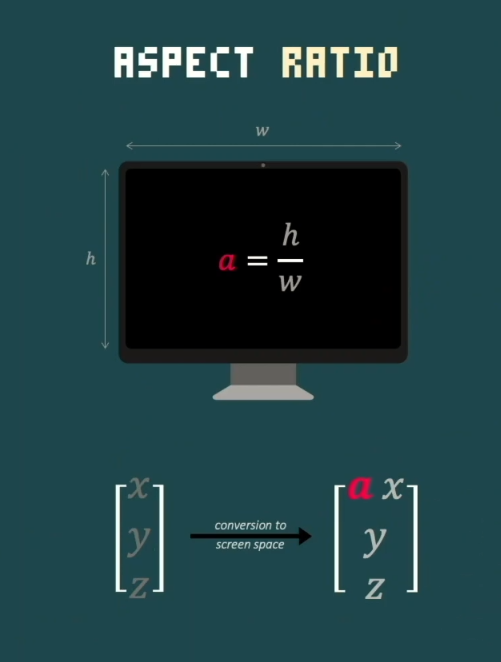 ASPECT RATIO
w
h
a = h/w
[x y z]
conversion to
screen space
[a x y z]